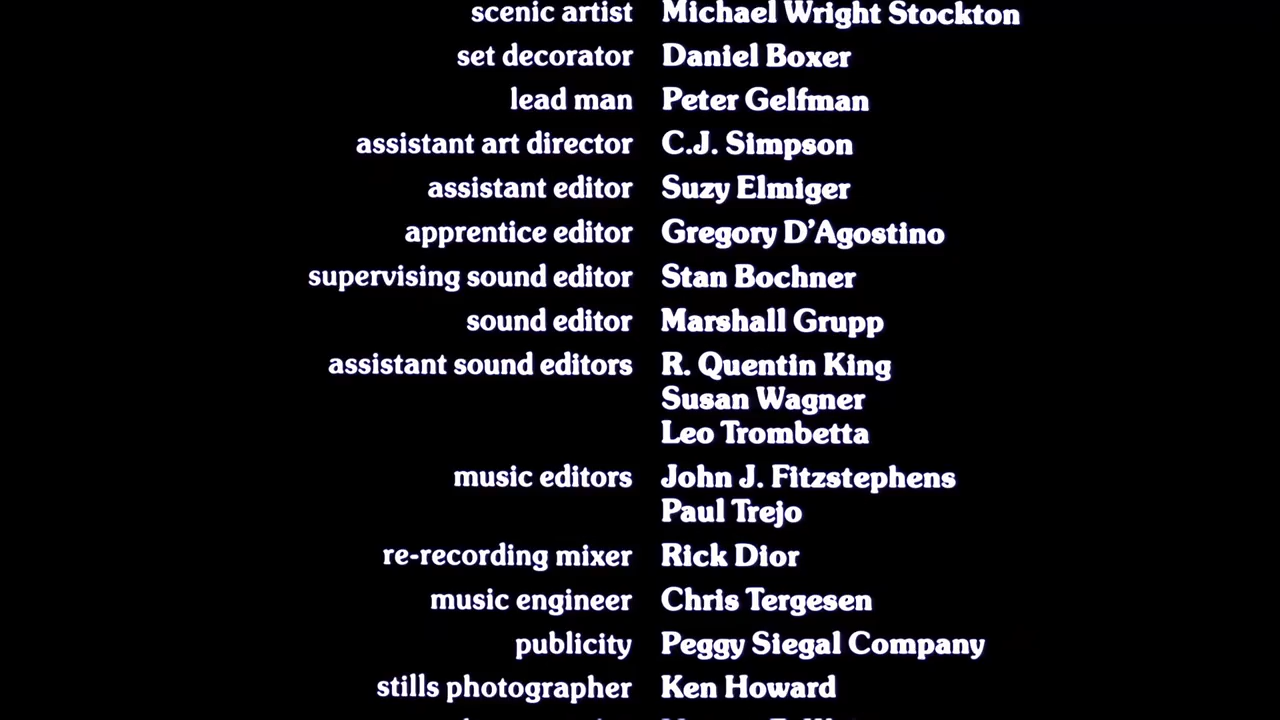 scenic artist Michael Wright Stockton
set decorator Daniel Boxer
lead man Peter Gelfman
assistant art director C.J. Simpson
assistant editor Suzy Elmiger
apprentice editor Gregory D'Agostino
supervising sound editor Stan Bochner
sound editor Marshall Grupp
assistant sound editors R. Quentin King
Susan Wagner
Leo Trombetta
music editors John J. Fitzstephens
Paul Trejo
re-recording mixer Rick Dior
music engineer Chris Tergesen
publicity Peggy Siegal Company
stills photographer Ken Howard